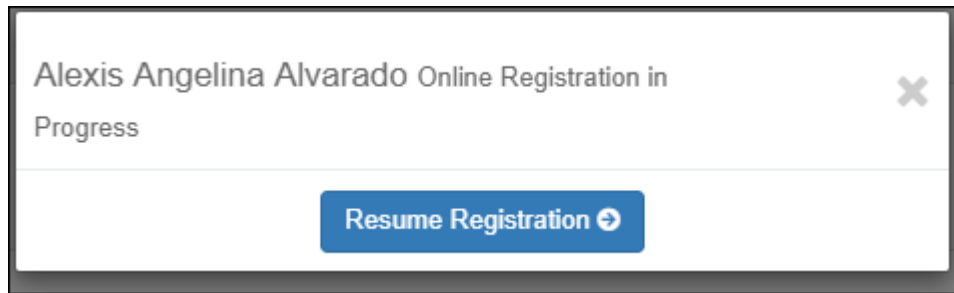 Alexis Angelina Alvarado Online Registration in
Progress
Resume Registration